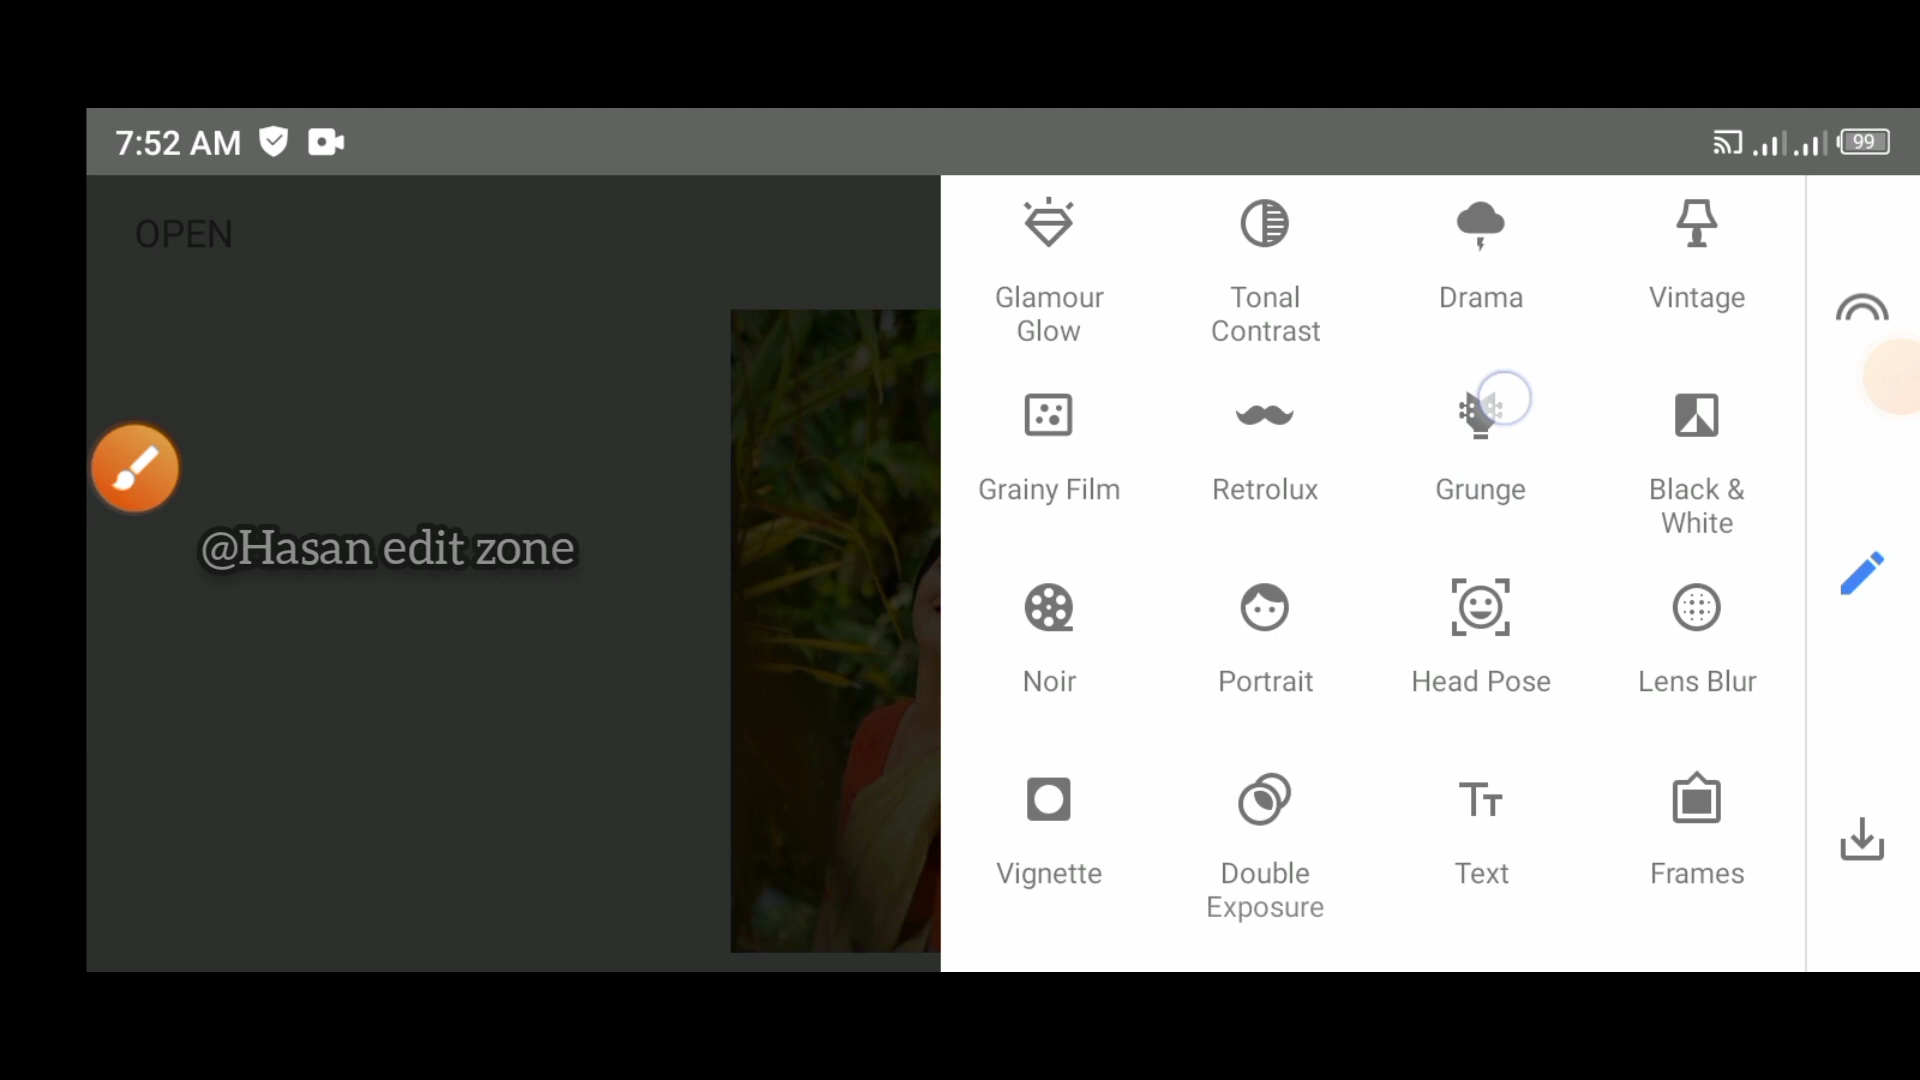 7:52 AM
99
OPEN
Glamour
Glow
Tonal
Contrast
Drama
Vintage
Grainy Film
Retrolux
Grunge
Black &
White
@Hasan edit zone
Noir
Portrait
Head Pose
Lens Blur
Vignette
Double
Exposure
Text
Frames